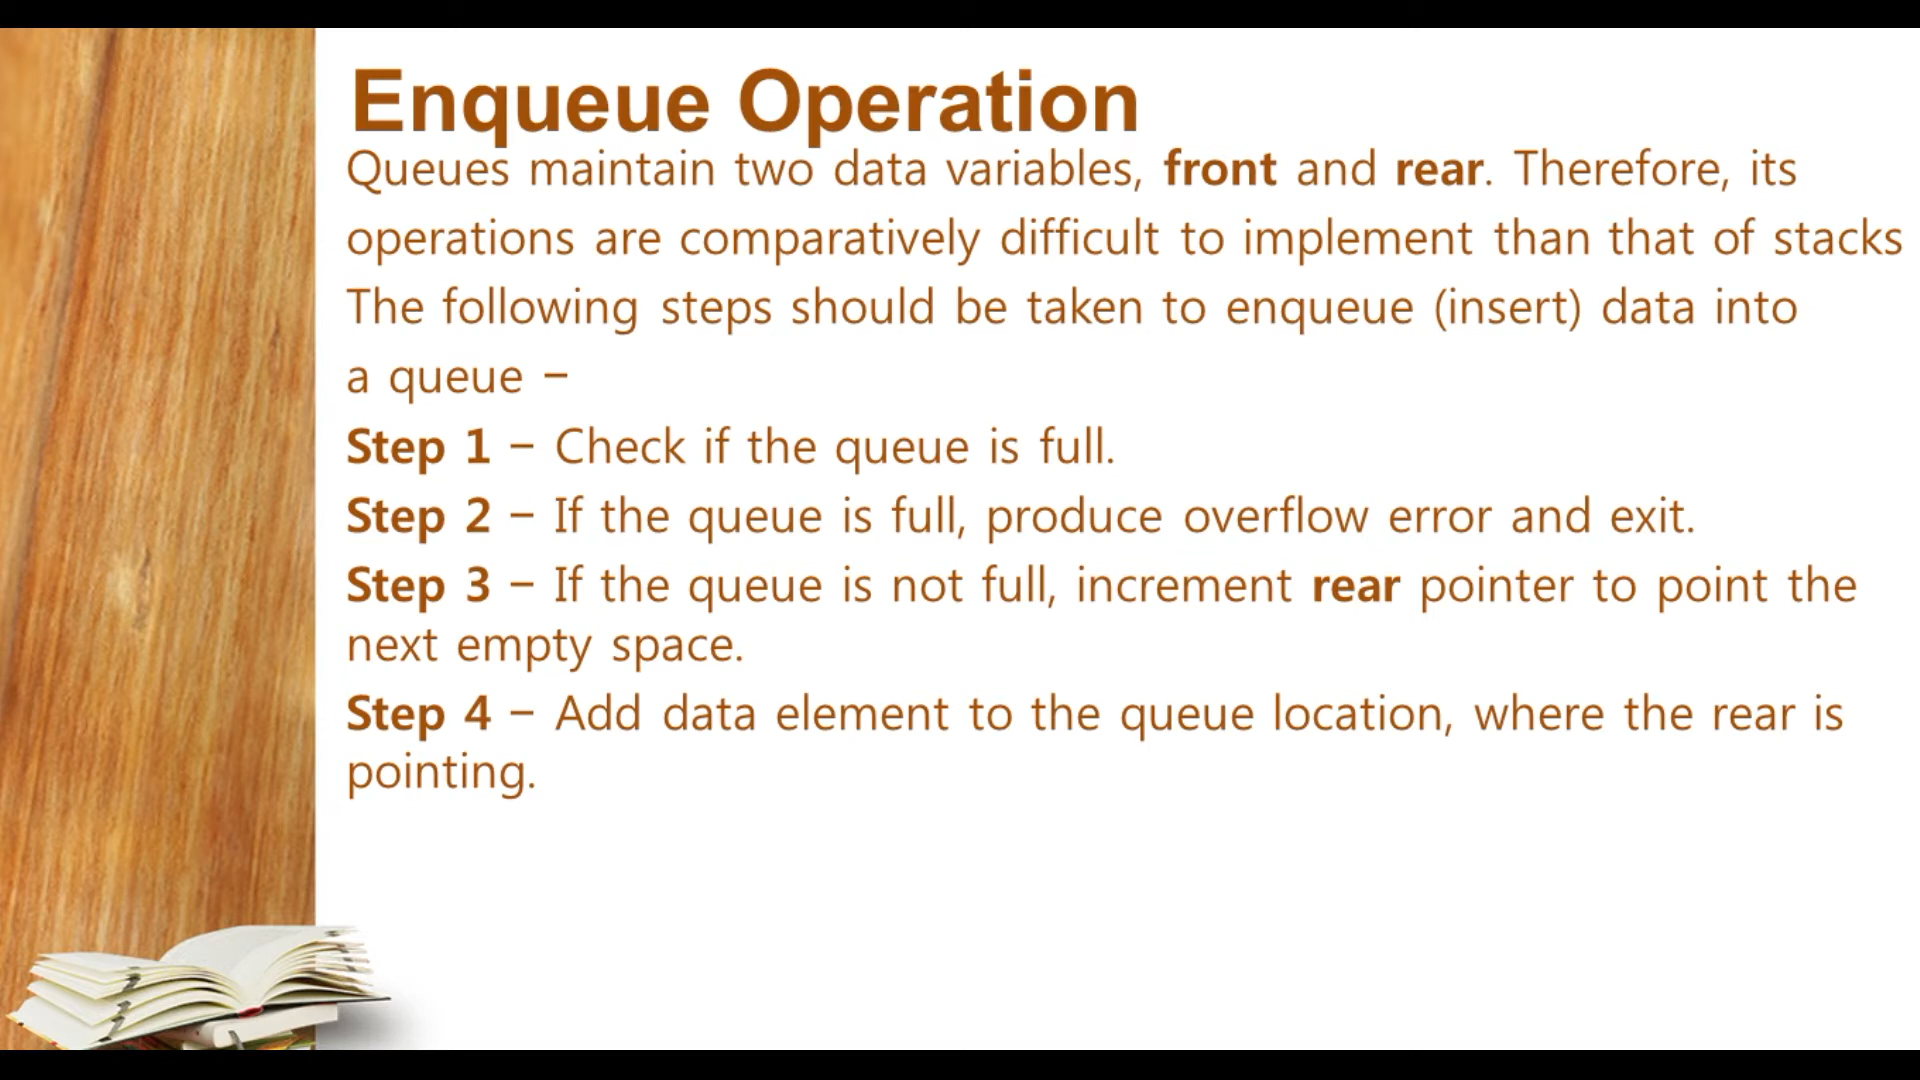 Enqueue Operation
Queues maintain two data variables, front and rear. Therefore, its
operations are comparatively difficult to implement than that of stacks
The following steps should be taken to enqueue (insert) data into
a queue −
Step 1 − Check if the queue is full.
Step 2 − If the queue is full, produce overflow error and exit.
Step 3 − If the queue is not full, increment rear pointer to point the
next empty space.
Step 4 − Add data element to the queue location, where the rear is
pointing.